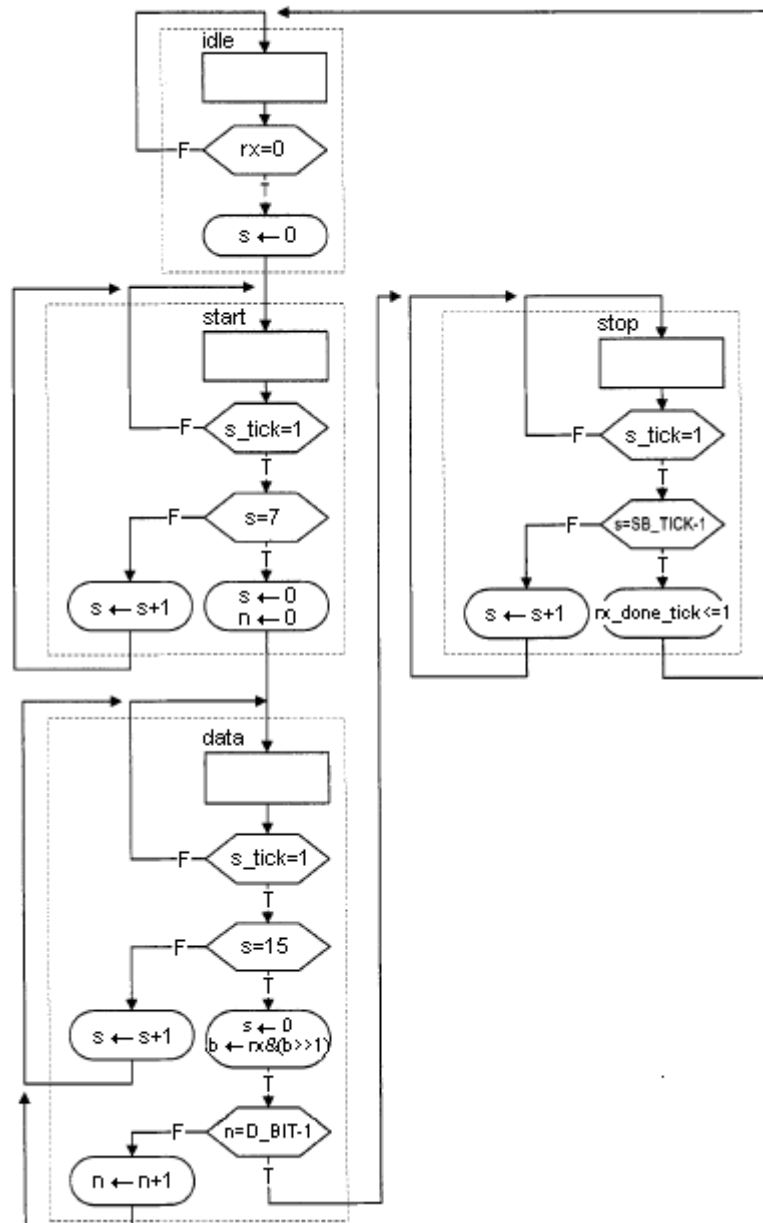 idle
F
rx=0
T
s ← 0
start
F
s_tick=1
T
F
s=7
T
s ← s+1
s ← 0
n ← 0
data
F
s_tick=1
T
F
s=15
T
s ← s+1
s ← 0
b ← rx&(b>>1)
T
F
n=D_BIT-1
T
n ← n+1
stop
F
s_tick=1
T
F
s=SB_TICK-1
T
s ← s+1
rx_done_tick<=1